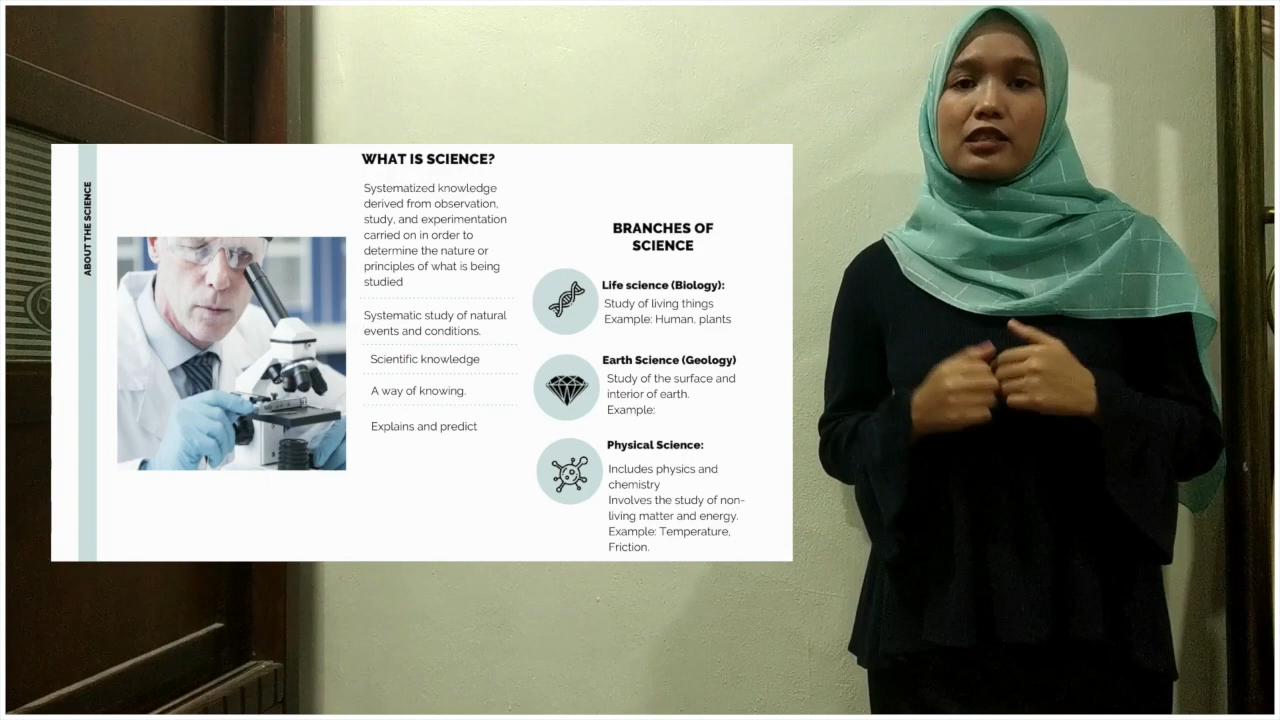 ABOUT THE SCIENCE
WHAT IS SCIENCE?
Systematized knowledge
derived from observation,
study, and experimentation
carried on in order to
determine the nature or
principles of what is being
studied
Systematic study of natural
events and conditions.
Scientific knowledge
A way of knowing.
Explains and predict
BRANCHES OF
SCIENCE
Life science (Biology):
Study of living things
Example: Human, plants
Earth Science (Geology)
Study of the surface and
interior of earth.
Example:
Physical Science:
Includes physics and
chemistry
Involves the study of non-
living matter and energy.
Example: Temperature,
Friction.